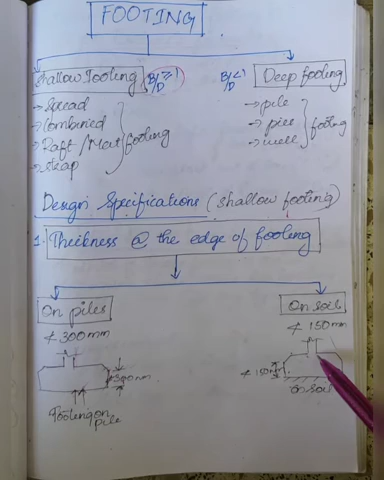 FOOTING
Shallow Footing B/D ≥ 1
B/D < 1 Deep footing
→ Spread
→ Combined
→ Raft / Mat
→ strap
footing
→ pile
→ pies
→ well
footing
Design Specifications (shallow footing)
1. Thickness @ the edge of footing
On piles
≮ 300mm
On soil
≮ 150mm
≮ 300mm
Footing on
pile
≮ 150m
on soil